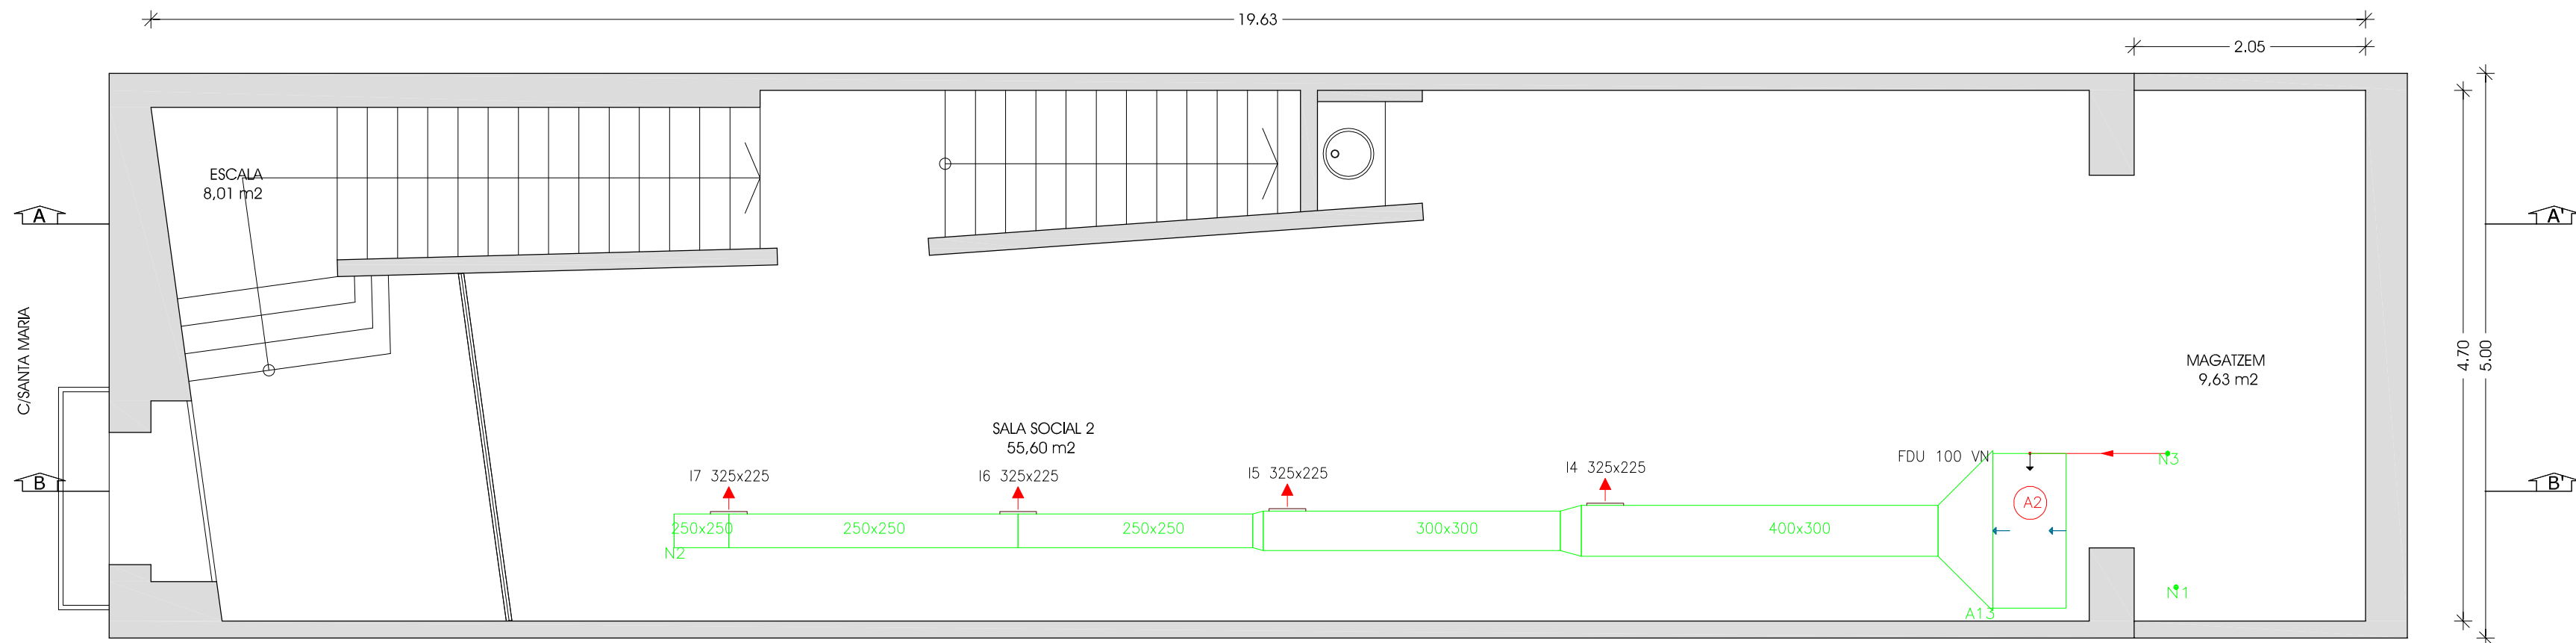 19.63
2.05
ESCALA
8,01 m2
A
A'
C/SANTA MARIA
4.70
5.00
MAGATZEM
9,63 m2
SALA SOCIAL 2
55,60 m2
FDU 100 VN
N3
I7 325x225
I6 325x225
I5 325x225
I4 325x225
B
B'
A2
250x250
250x250
250x250
300x300
400x300
N2
N1
A13